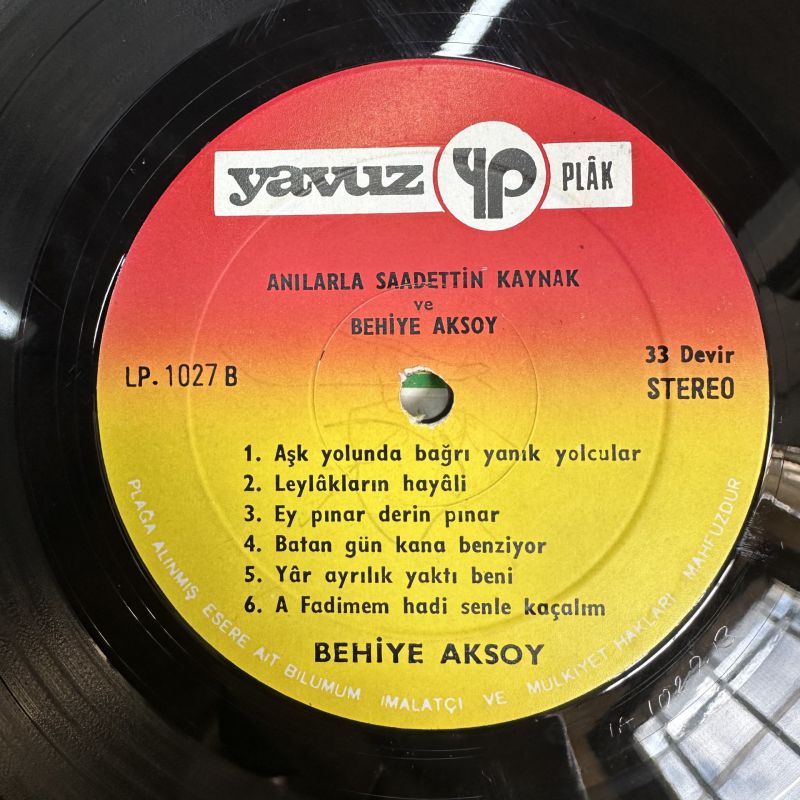 yavuz yp PLÂK
ANILARLA SAADETTİN KAYNAK
ve
BEHİYE AKSOY
33 Devir
LP. 1027 B
STEREO
1. Aşk yolunda bağrı yanık yolcular
2. Leylâkların hayâli
3. Ey pınar derin pınar
4. Batan gün kana benziyor
5. Yâr ayrılık yaktı beni
6. A Fadimem hadi senle kaçalım
BEHİYE AKSOY
PLAĞA ALINMIŞ ESERE AİT BİLUMUM İMALATÇI VE MÜLKİYET HAKLARI MAHFUZDUR
1027 B